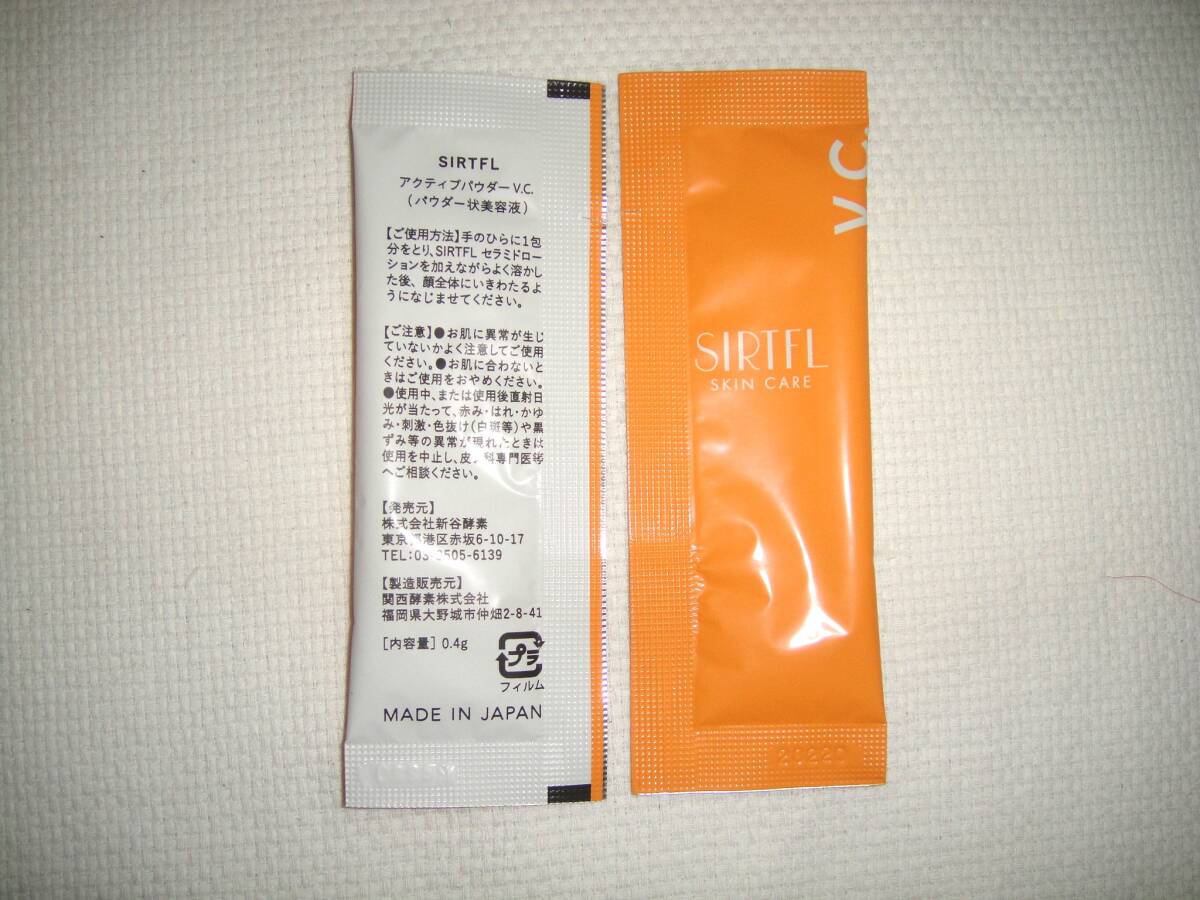 SIRTFL
アクティブパウダー V.C.
(パウダー状美容液)
【ご使用方法】手のひらに1包
分をとり、SIRTFL セラミドロー
ションを加えながらよく溶かし
た後、顔全体にいきわたるよ
うになじませてください。
【ご注意】●お肌に異常が生じ
ていないかよく注意してご使用
ください。●お肌に合わないと
きはご使用をおやめください。
●使用中、または使用後直射日
光が当たって、赤み・はれ・かゆ
み・刺激・色抜け(白斑等)や黒
ずみ等の異常が現れたときは
使用を中止し、皮フ科専門医等
へご相談ください。
【発売元】
株式会社新谷酵素
東京都港区赤坂6-10-17
TEL:03-3505-6139
【製造販売元】
関西酵素株式会社
福岡県大野城市仲畑2-8-41
[内容量] 0.4g
プラ
フィルム
MADE IN JAPAN
V.C.
SIRTFL
SKIN CARE